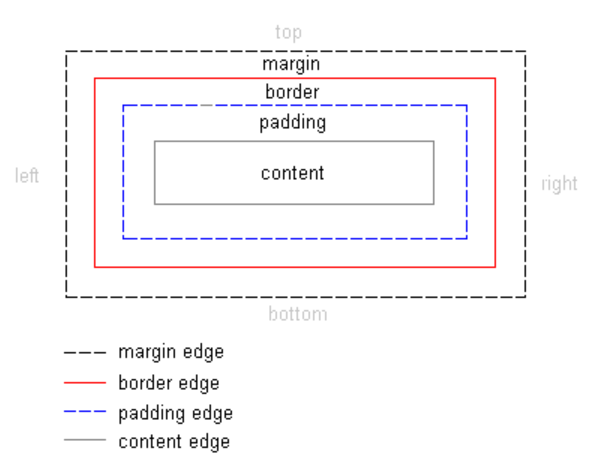 top
margin
border
padding
left
content
right
bottom
margin edge
border edge
padding edge
content edge